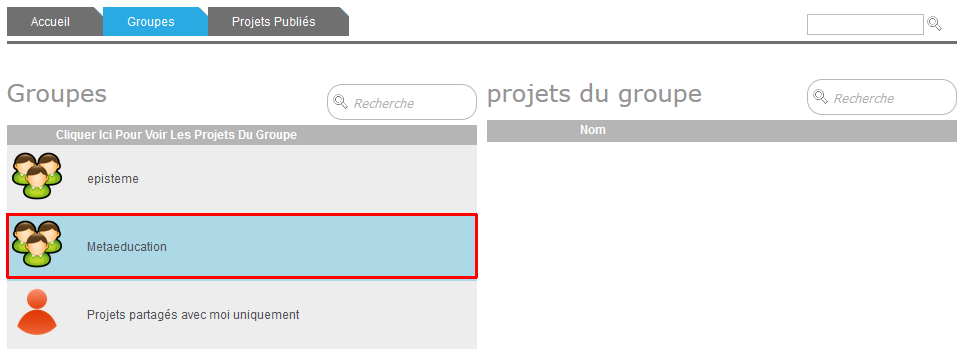 Accueil
Groupes
Projets Publiés
Groupes
Recherche
Cliquer Ici Pour Voir Les Projets Du Groupe
episteme
Metaeducation
Projets partagés avec moi uniquement
projets du groupe
Recherche
Nom